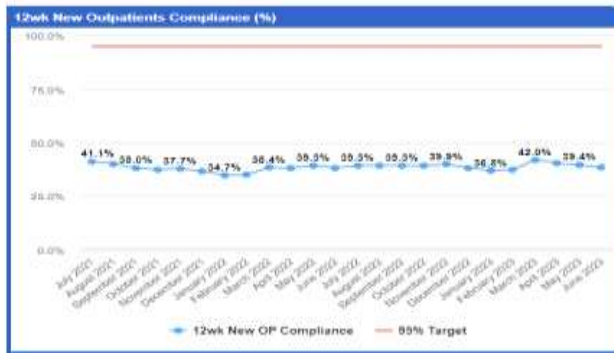 12wk New Outpatients Compliance (%)
100.0%
75.0%
50.0%
25.0%
0.0%
41.1%
38.0%
37.7%
34.7%
38.4%
39.3%
39.3%
39.3%
39.9%
36.8%
42.0%
39.4%
July 2021
August 2021
September 2021
October 2021
November 2021
December 2021
January 2022
February 2022
March 2022
April 2022
May 2022
June 2022
July 2022
August 2022
September 2022
October 2022
November 2022
December 2022
January 2023
February 2023
March 2023
April 2023
May 2023
June 2023
12wk New OP Compliance
95% Target